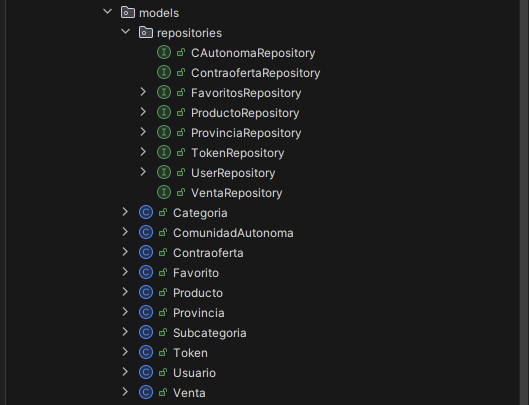 models
repositories
CAutonomaRepository
ContraofertaRepository
FavoritosRepository
ProductoRepository
ProvinciaRepository
TokenRepository
UserRepository
VentaRepository
Categoria
ComunidadAutonoma
Contraoferta
Favorito
Producto
Provincia
Subcategoria
Token
Usuario
Venta